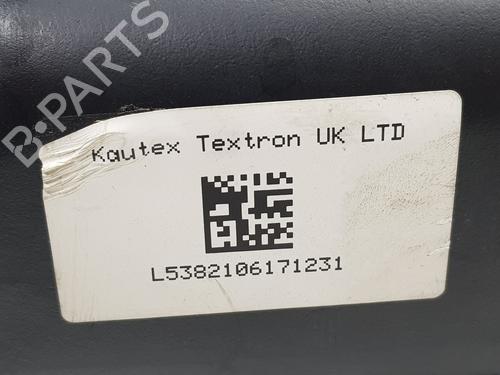 B-PARTS
Kautex Textron UK LTD
L5382106171231